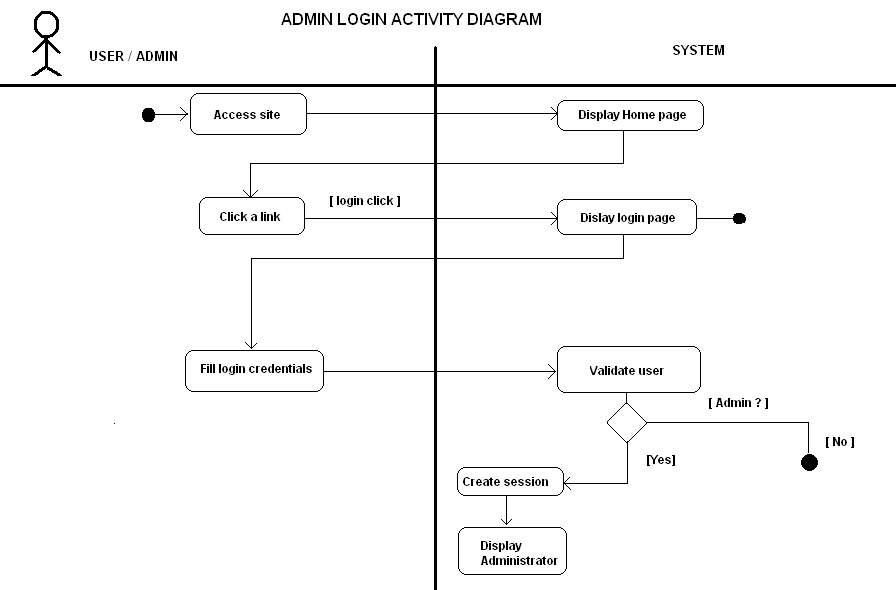 ADMIN LOGIN ACTIVITY DIAGRAM
USER / ADMIN
SYSTEM
Access site
Display Home page
Click a link
[ login click ]
Dislay login page
Fill login credentials
Validate user
[ Admin ? ]
[ No ]
[Yes]
Create session
Display
Administrator